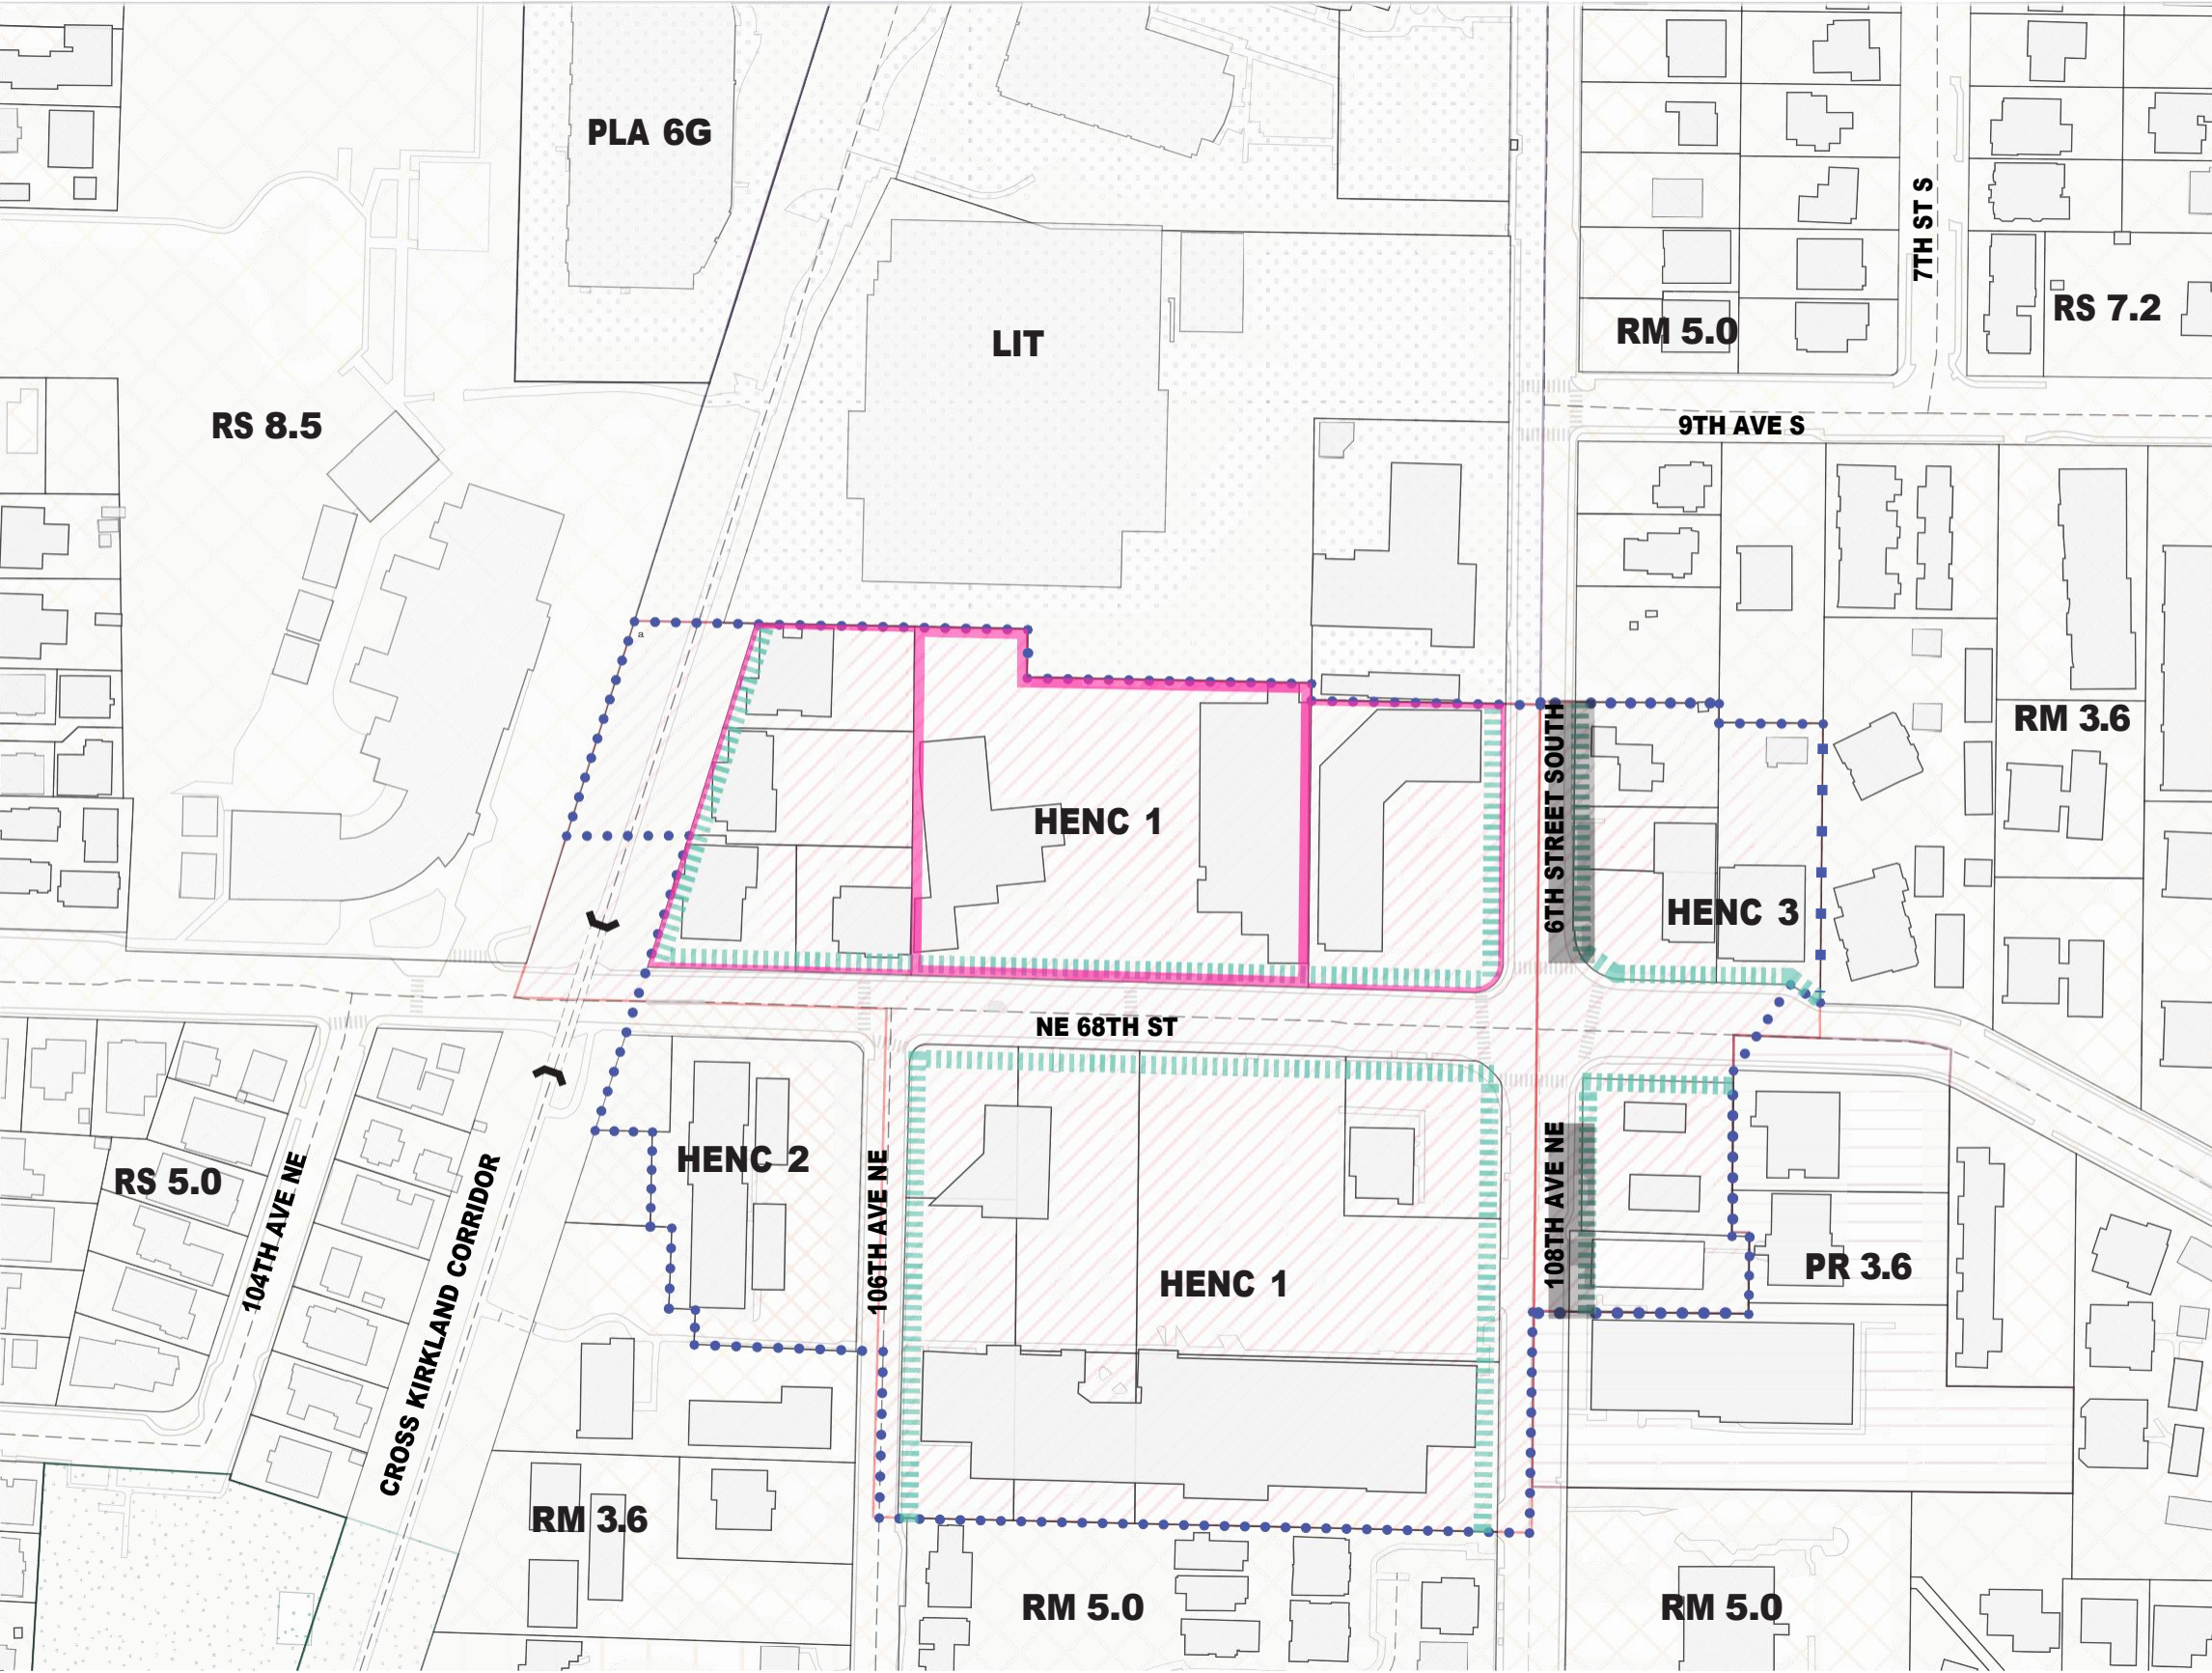 PLA 6G
7TH ST S
RS 7.2
RM 5.0
LIT
RS 8.5
9TH AVE S
a
RM 3.6
6TH STREET SOUTH
HENC 1
HENC 3
NE 68TH ST
HENC 2
RS 5.0
104TH AVE NE
CROSS KIRKLAND CORRIDOR
106TH AVE NE
108TH AVE NE
HENC 1
PR 3.6
RM 3.6
RM 5.0
RM 5.0